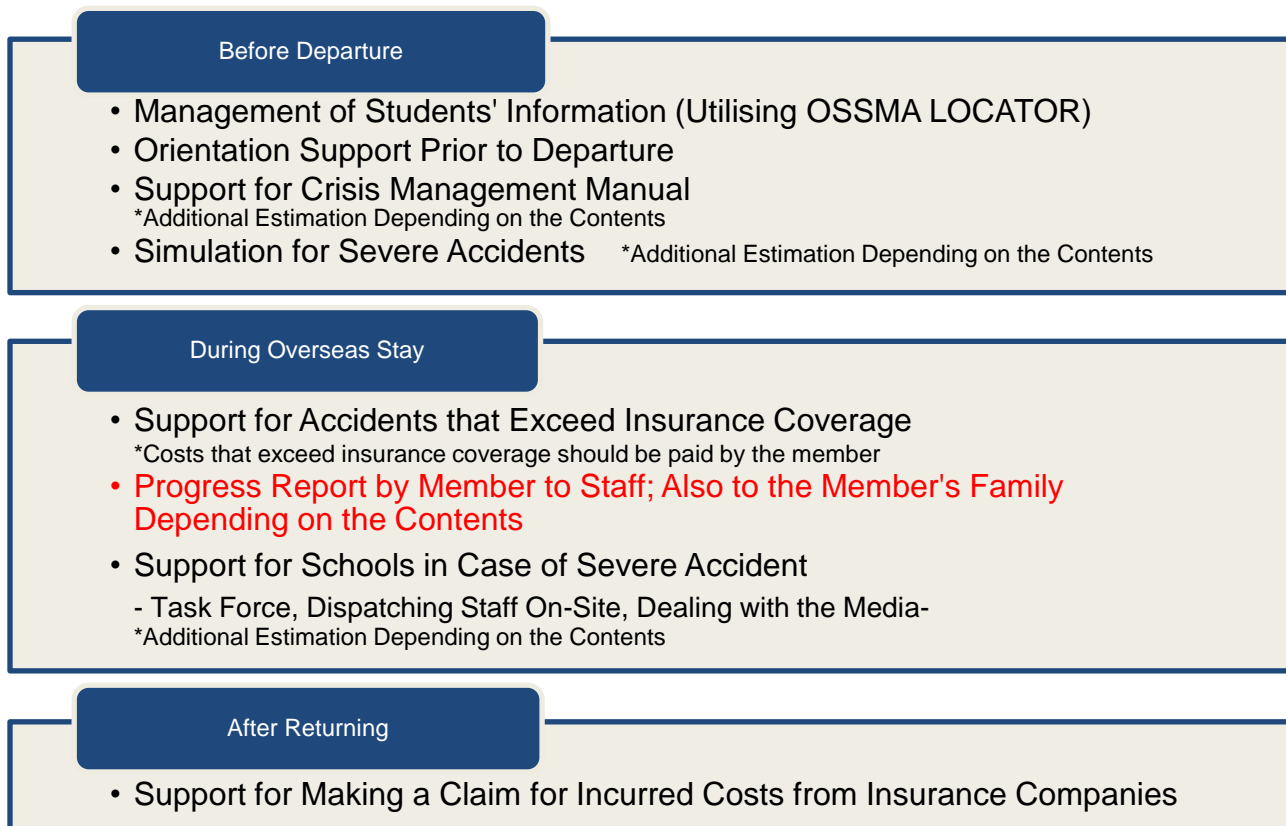 Before Departure
• Management of Students' Information (Utilising OSSMA LOCATOR)
• Orientation Support Prior to Departure
• Support for Crisis Management Manual
*Additional Estimation Depending on the Contents
• Simulation for Severe Accidents *Additional Estimation Depending on the Contents
During Overseas Stay
• Support for Accidents that Exceed Insurance Coverage
*Costs that exceed insurance coverage should be paid by the member
• Progress Report by Member to Staff; Also to the Member's Family
Depending on the Contents
• Support for Schools in Case of Severe Accident
- Task Force, Dispatching Staff On-Site, Dealing with the Media-
*Additional Estimation Depending on the Contents
After Returning
• Support for Making a Claim for Incurred Costs from Insurance Companies